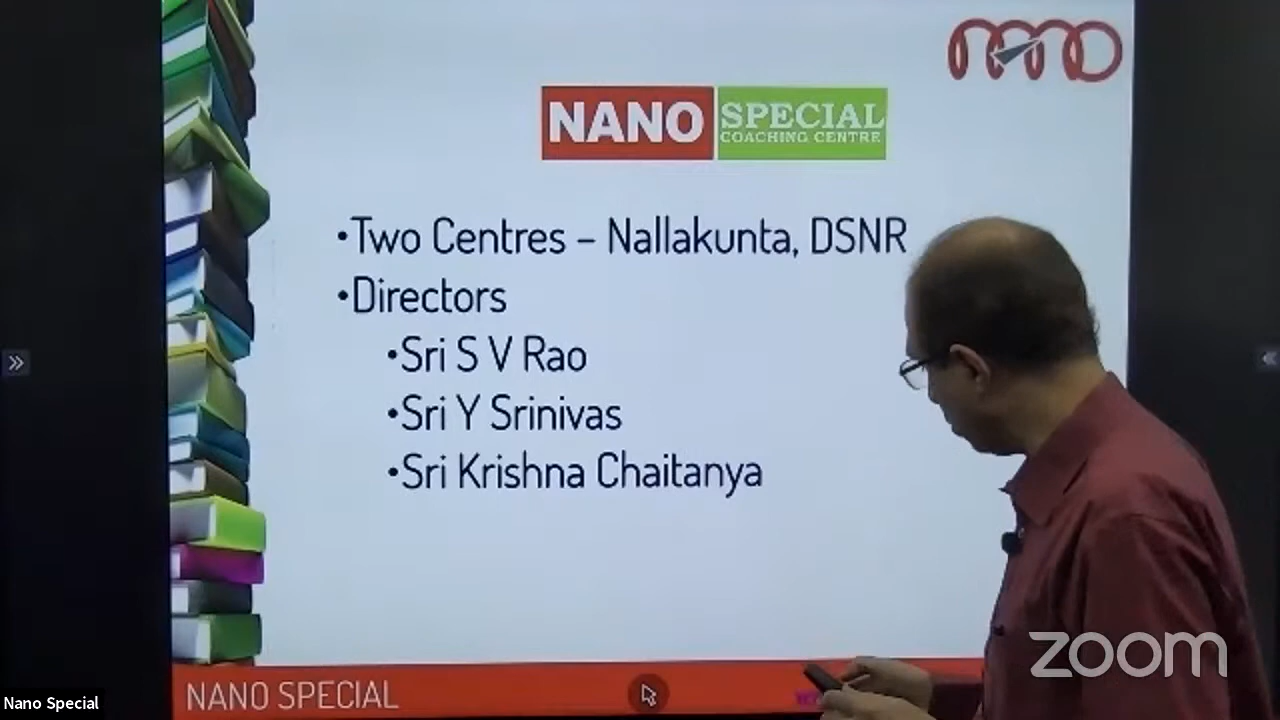 NANO SPECIAL
COACHING CENTRE
•Two Centres – Nallakunta, DSNR
•Directors
•Sri S V Rao
•Sri Y Srinivas
•Sri Krishna Chaitanya
NANO SPECIAL
zoom
Nano Special